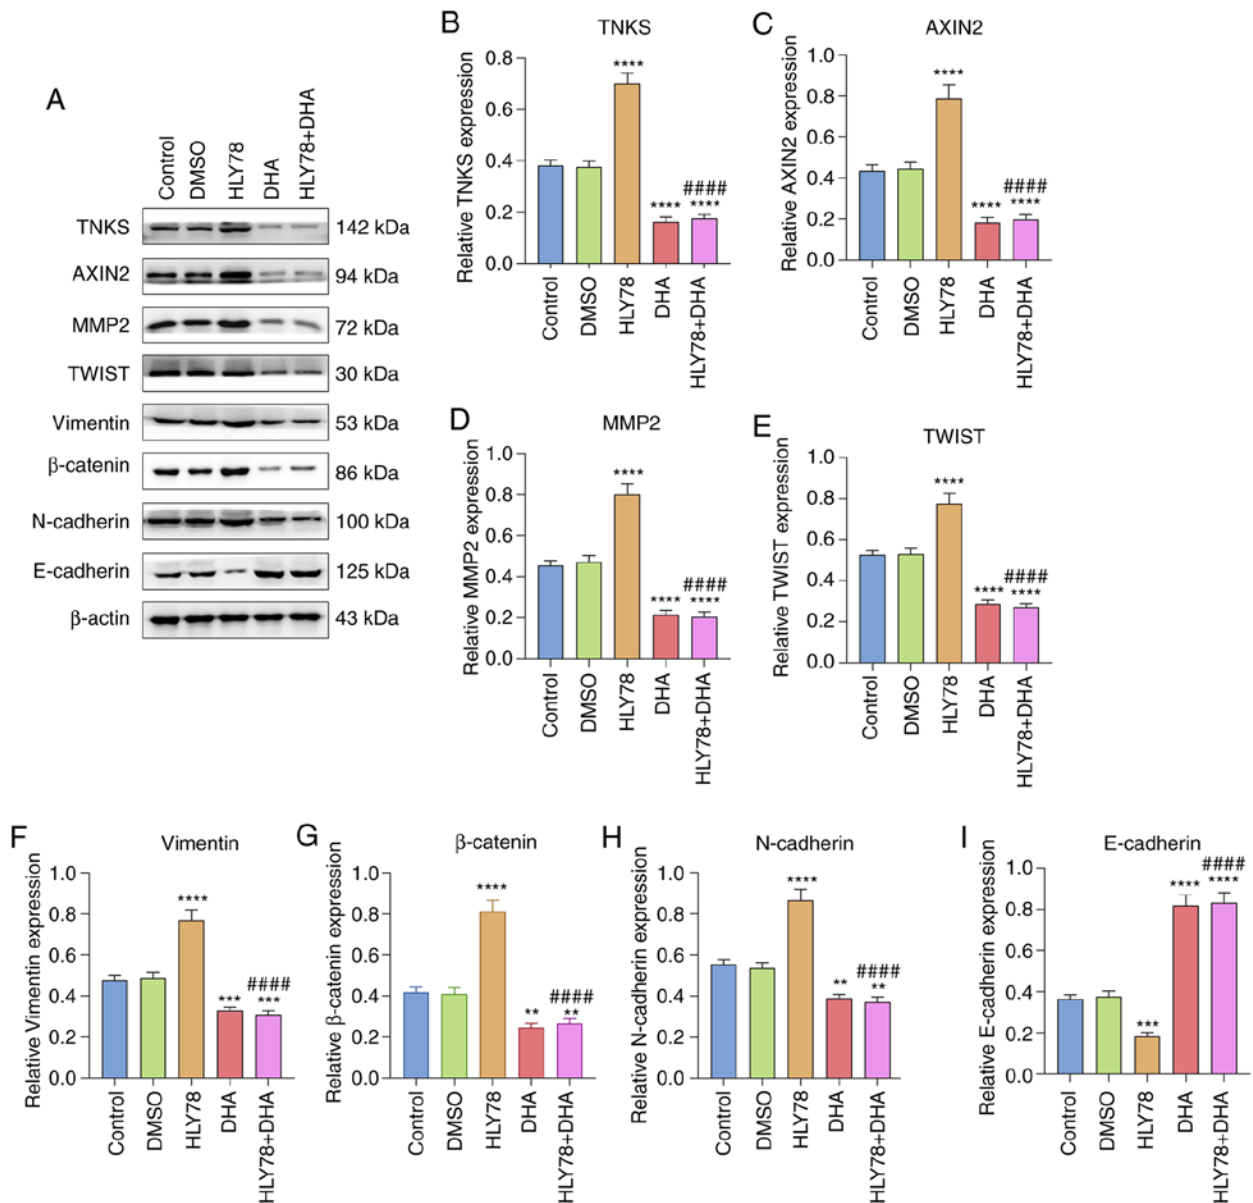 A
Control
DMSO
HLY78
DHA
HLY78+DHA
TNKS 142 kDa
AXIN2 94 kDa
MMP2 72 kDa
TWIST 30 kDa
Vimentin 53 kDa
β-catenin 86 kDa
N-cadherin 100 kDa
E-cadherin 125 kDa
β-actin 43 kDa
B
TNKS
Relative TNKS expression
0.8
0.6
0.4
0.2
0.0
****
****
####
****
Control
DMSO
HLY78
DHA
HLY78+DHA
C
AXIN2
Relative AXIN2 expression
1.0
0.8
0.6
0.4
0.2
0.0
****
****
####
****
Control
DMSO
HLY78
DHA
HLY78+DHA
D
MMP2
Relative MMP2 expression
1.0
0.8
0.6
0.4
0.2
0.0
****
****
####
****
Control
DMSO
HLY78
DHA
HLY78+DHA
E
TWIST
Relative TWIST expression
1.0
0.8
0.6
0.4
0.2
0.0
****
****
####
****
Control
DMSO
HLY78
DHA
HLY78+DHA
F
Vimentin
Relative Vimentin expression
1.0
0.8
0.6
0.4
0.2
0.0
****
***
####
***
Control
DMSO
HLY78
DHA
HLY78+DHA
G
β-catenin
Relative β-catenin expression
1.0
0.8
0.6
0.4
0.2
0.0
****
**
####
**
Control
DMSO
HLY78
DHA
HLY78+DHA
H
N-cadherin
Relative N-cadherin expression
1.0
0.8
0.6
0.4
0.2
0.0
****
**
####
**
Control
DMSO
HLY78
DHA
HLY78+DHA
I
E-cadherin
Relative E-cadherin expression
1.0
0.8
0.6
0.4
0.2
0.0
***
****
####
****
Control
DMSO
HLY78
DHA
HLY78+DHA